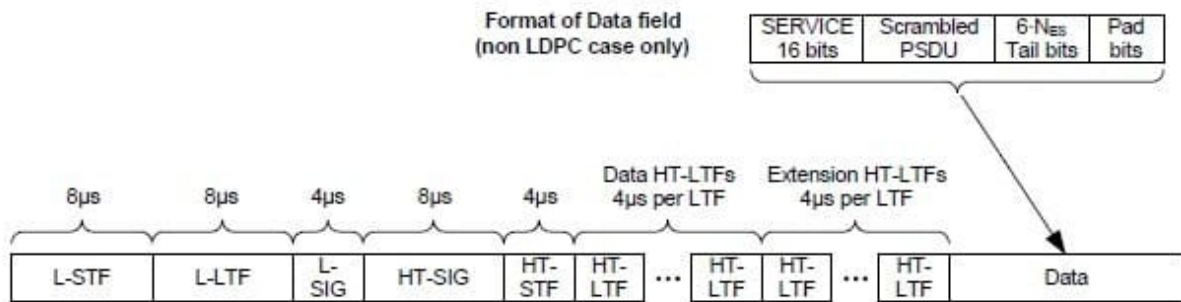 Format of Data field
(non LDPC case only)
SERVICE 16 bits
Scrambled PSDU
6·N_ES Tail bits
Pad bits
8µs
8µs
4µs
8µs
4µs
Data HT-LTFs
4µs per LTF
Extension HT-LTFs
4µs per LTF
L-STF
L-LTF
L-SIG
HT-SIG
HT-STF
HT-LTF
...
HT-LTF
HT-LTF
...
HT-LTF
Data